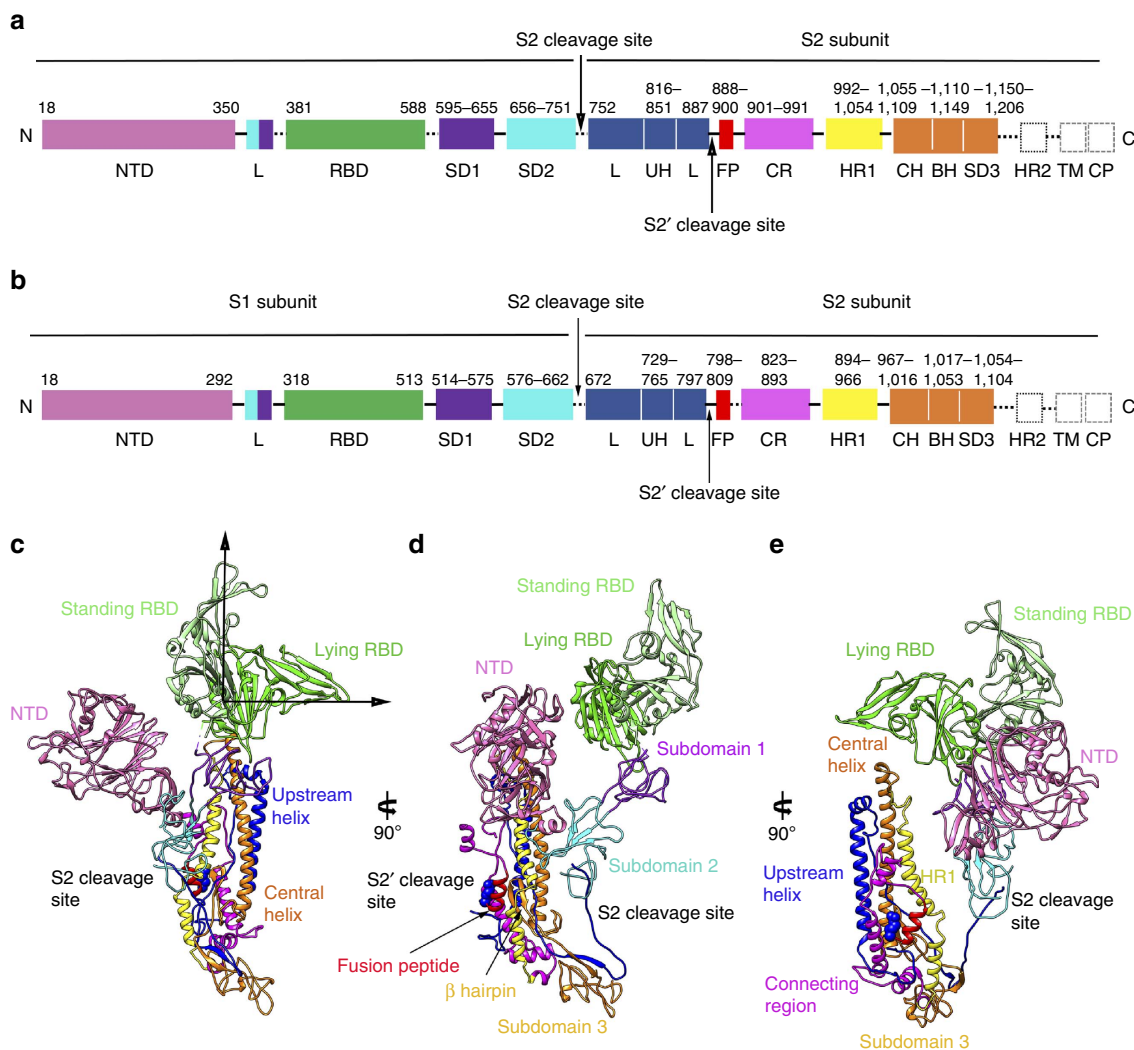 a
S2 cleavage site
S2 subunit
816– 888– 992– 1,055 –1,110 –1,150–
18 350 381 588 595–655 656–751 752 851 887 900 901–991 1,054 1,109 1,149 1,206
N C
NTD L RBD SD1 SD2 L UH L FP CR HR1 CH BH SD3 HR2 TM CP
S2′ cleavage site
b
S1 subunit S2 cleavage site S2 subunit
729– 798– 823– 894– 967– 1,017– 1,054–
18 292 318 513 514–575 576–662 672 765 797 809 893 966 1,016 1,053 1,104
N C
NTD L RBD SD1 SD2 L UH L FP CR HR1 CH BH SD3 HR2 TM CP
S2′ cleavage site
c
Standing RBD
Lying RBD
NTD
Upstream
helix
S2 cleavage
site
Central
helix
90°
d
Standing RBD
Lying RBD
NTD
Subdomain 1
Subdomain 2
S2′ cleavage
site
S2 cleavage site
Fusion peptide
β hairpin
Subdomain 3
90°
e
Standing RBD
Lying RBD
Central
helix
NTD
Upstream
helix
HR1
S2 cleavage
site
Connecting
region
Subdomain 3